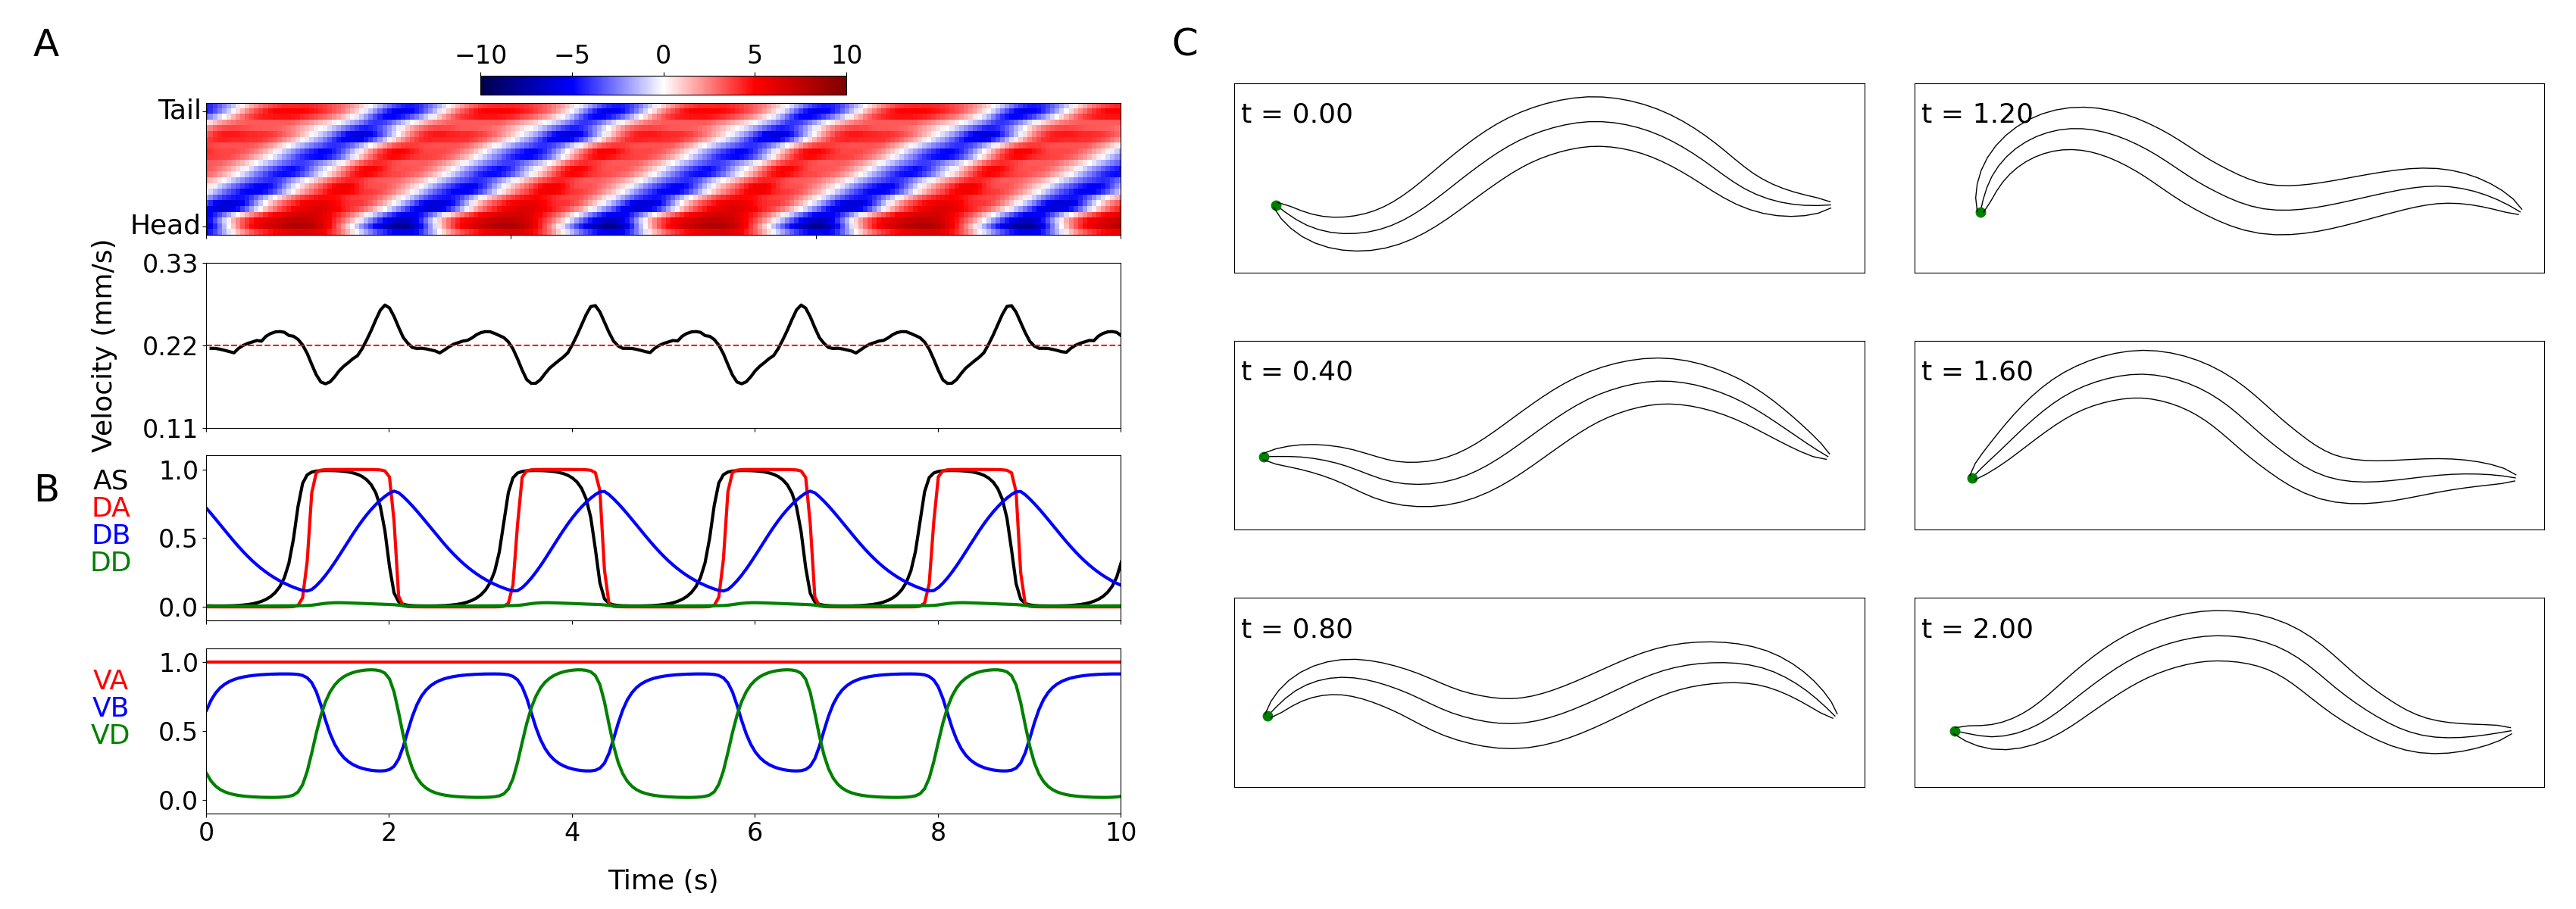 A
−10 −5 0 5 10
Tail
Head
Velocity (mm/s)
0.33
0.22
0.11
B
AS
DA
DB
DD
1.0
0.5
0.0
VA
VB
VD
1.0
0.5
0.0
0 2 4 6 8 10
Time (s)
C
t = 0.00
t = 1.20
t = 0.40
t = 1.60
t = 0.80
t = 2.00